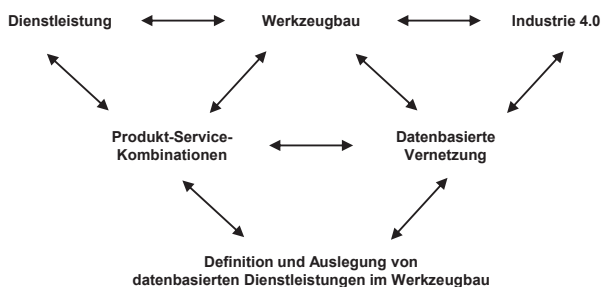 Dienstleistung Werkzeugbau Industrie 4.0
Produkt-Service-
Kombinationen
Datenbasierte
Vernetzung
Definition und Auslegung von
datenbasierten Dienstleistungen im Werkzeugbau